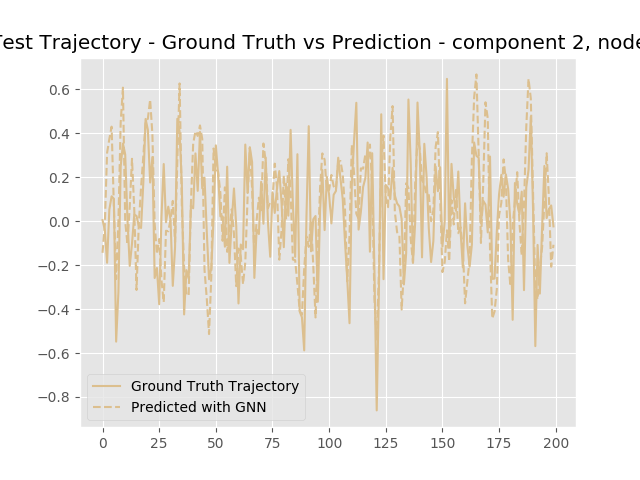 Test Trajectory - Ground Truth vs Prediction - component 2, node
0.6
0.4
0.2
0.0
−0.2
−0.4
−0.6
−0.8
Ground Truth Trajectory
Predicted with GNN
0 25 50 75 100 125 150 175 200